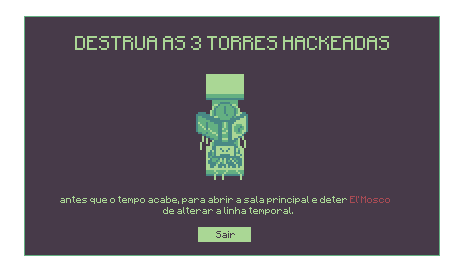 DESTRUA AS 3 TORRES HACKEADAS
antes que o tempo acabe, para abrir a sala principal e deter El Mosco
de alterar a linha temporal.
Sair